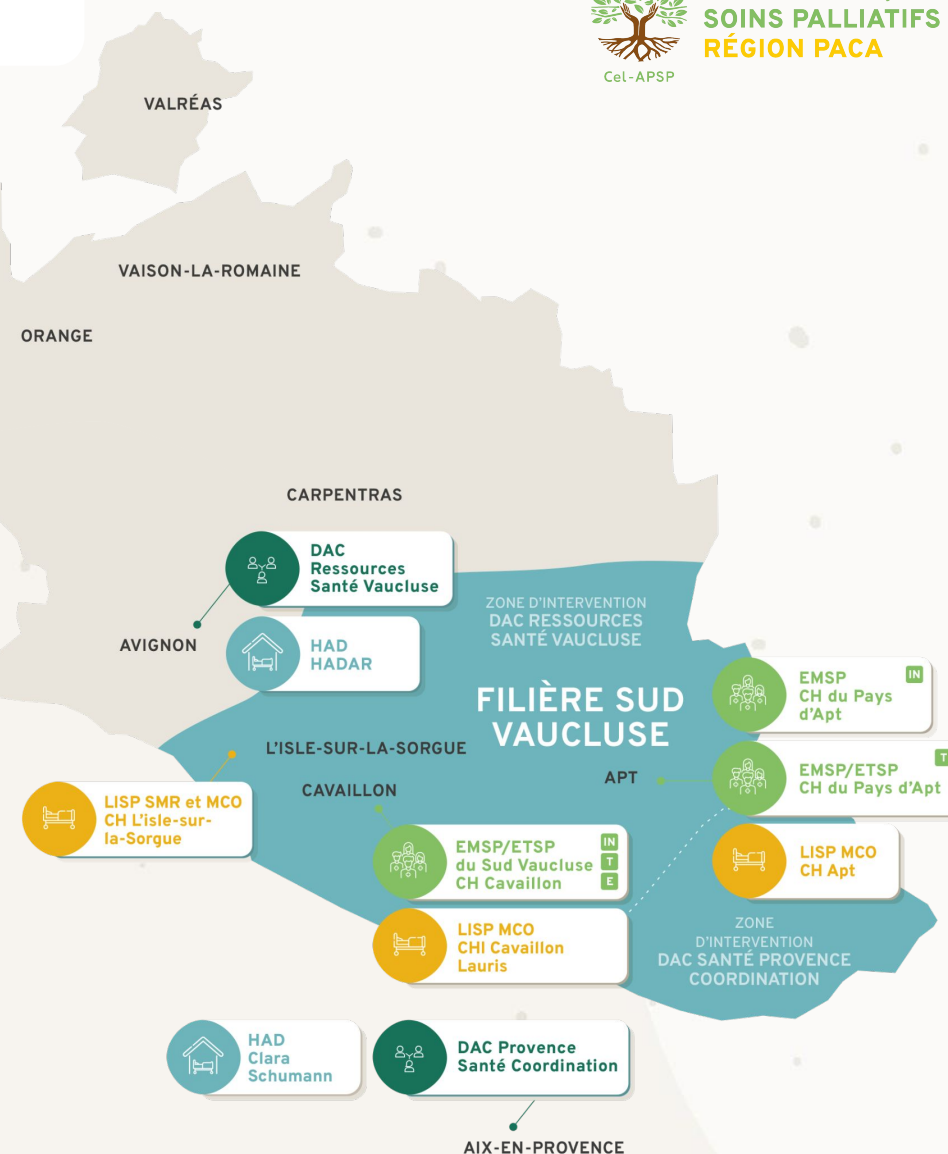 SOINS PALLIATIFS
RÉGION PACA
Cel-APSP
VALRÉAS
VAISON-LA-ROMAINE
ORANGE
CARPENTRAS
DAC
Ressources
Santé Vaucluse
AVIGNON
HAD
HADAR
ZONE D'INTERVENTION
DAC RESSOURCES
SANTÉ VAUCLUSE
FILIÈRE SUD
VAUCLUSE
EMSP
CH du Pays
d'Apt
IN
L'ISLE-SUR-LA-SORGUE
CAVAILLON
APT
EMSP/ETSP
CH du Pays d'Apt
T
LISP SMR et MCO
CH L'isle-sur-
la-Sorgue
EMSP/ETSP
du Sud Vaucluse
CH Cavaillon
IN
T
E
LISP MCO
CH Apt
LISP MCO
CHI Cavaillon
Lauris
ZONE
D'INTERVENTION
DAC SANTÉ PROVENCE
COORDINATION
HAD
Clara
Schumann
DAC Provence
Santé Coordination
AIX-EN-PROVENCE